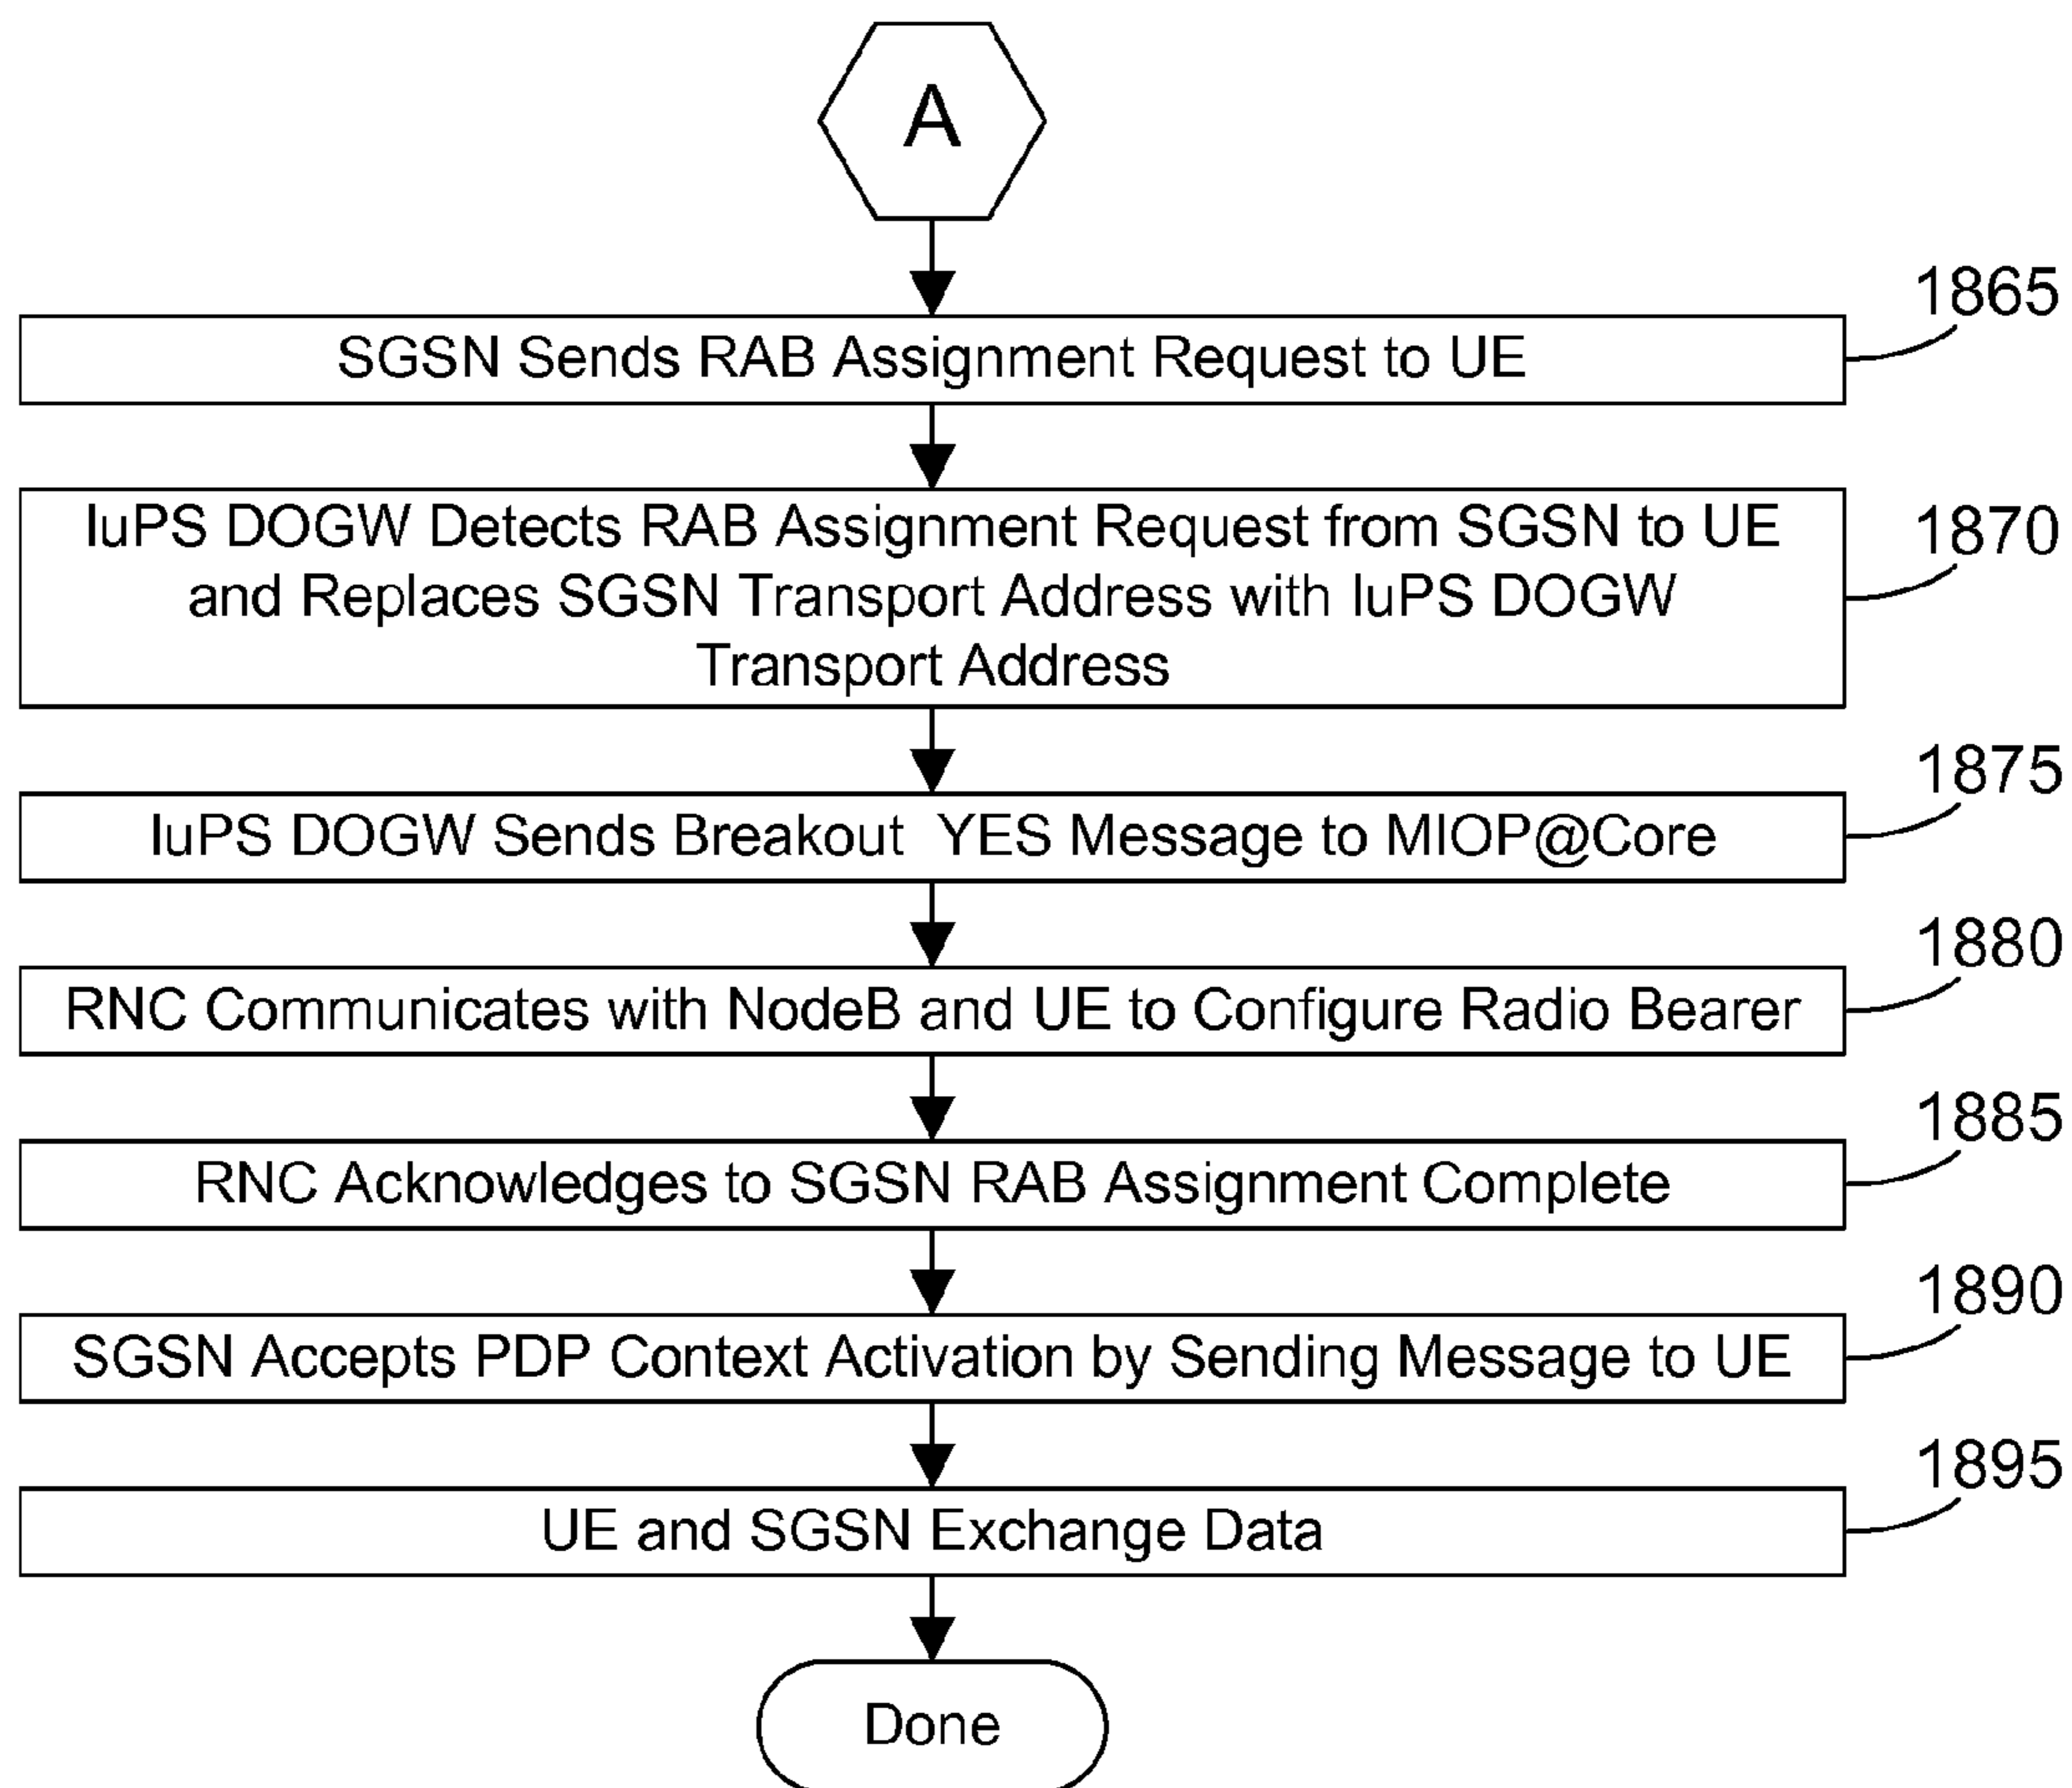 A
1865
SGSN Sends RAB Assignment Request to UE
1870
IuPS DOGW Detects RAB Assignment Request from SGSN to UE
and Replaces SGSN Transport Address with IuPS DOGW
Transport Address
1875
IuPS DOGW Sends Breakout YES Message to MIOP@Core
1880
RNC Communicates with NodeB and UE to Configure Radio Bearer
1885
RNC Acknowledges to SGSN RAB Assignment Complete
1890
SGSN Accepts PDP Context Activation by Sending Message to UE
1895
UE and SGSN Exchange Data
Done